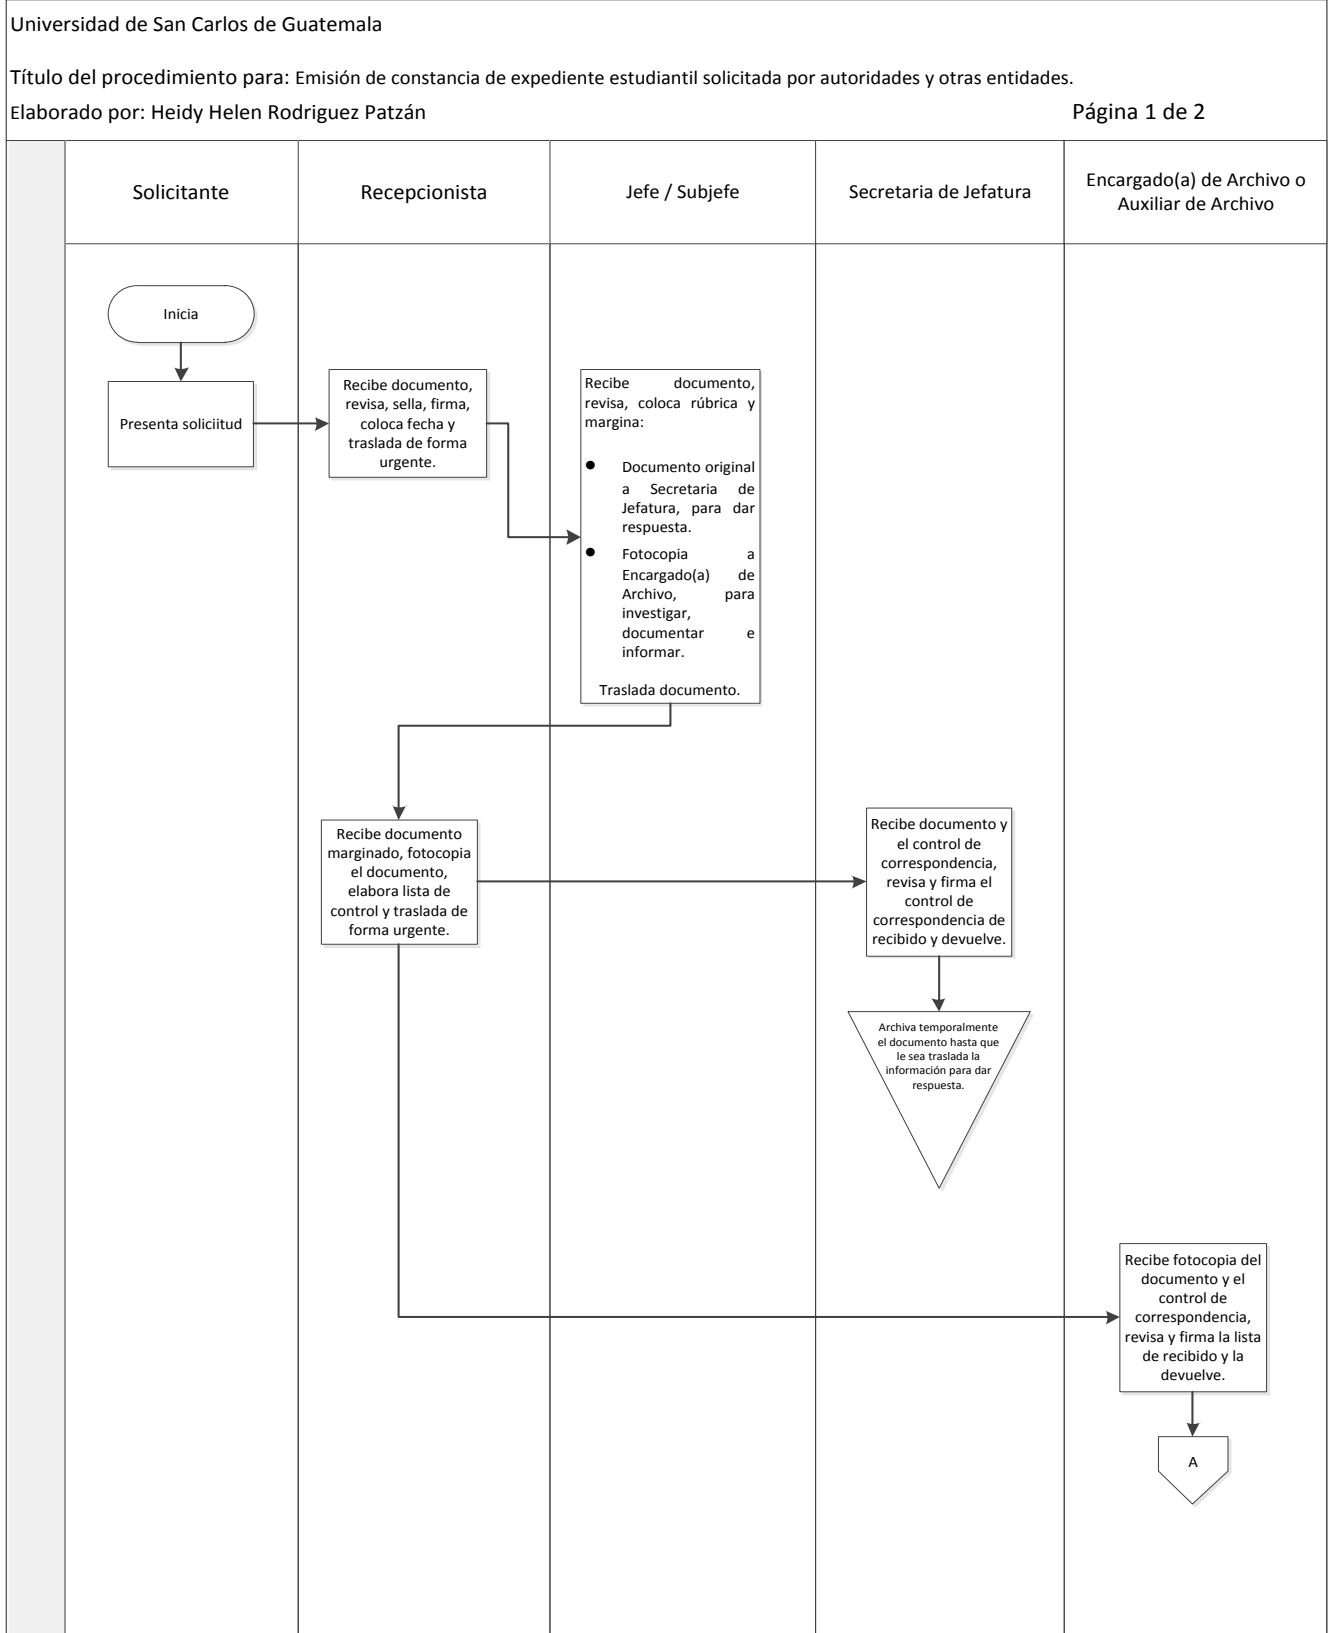 Universidad de San Carlos de Guatemala
Título del procedimiento para: Emisión de constancia de expediente estudiantil solicitada por autoridades y otras entidades.
Elaborado por: Heidy Helen Rodriguez Patzán
Página 1 de 2
Solicitante
Recepcionista
Jefe / Subjefe
Secretaria de Jefatura
Encargado(a) de Archivo o
Auxiliar de Archivo
Inicia
Presenta soliciitud
Recibe documento,
revisa, sella, firma,
coloca fecha y
traslada de forma
urgente.
Recibe documento,
revisa, coloca rúbrica y
margina:
● Documento original
a Secretaria de
Jefatura, para dar
respuesta.
● Fotocopia a
Encargado(a) de
Archivo, para
investigar,
documentar e
informar.
Traslada documento.
Recibe documento
marginado, fotocopia
el documento,
elabora lista de
control y traslada de
forma urgente.
Recibe documento y
el control de
correspondencia,
revisa y firma el
control de
correspondencia de
recibido y devuelve.
Archiva temporalmente
el documento hasta que
le sea traslada la
información para dar
respuesta.
Recibe fotocopia del
documento y el
control de
correspondencia,
revisa y firma la lista
de recibido y la
devuelve.
A